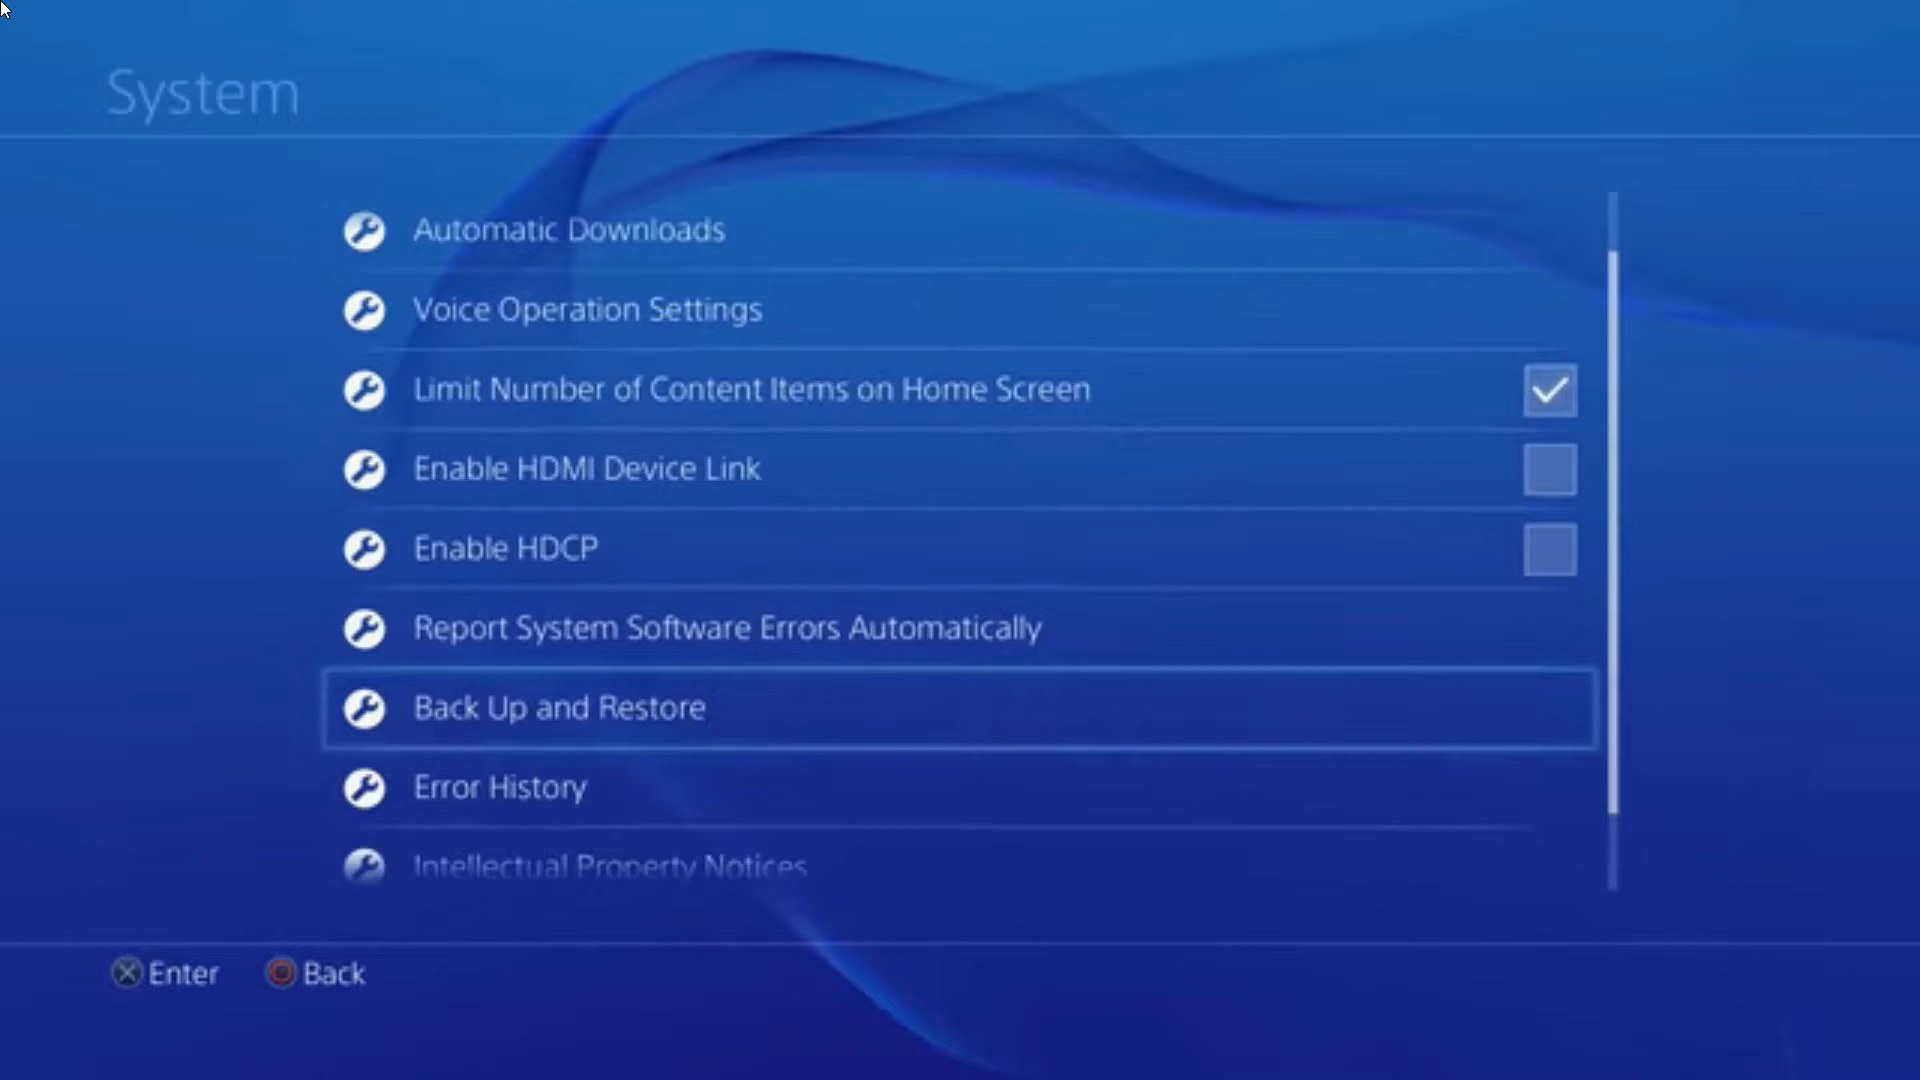 System
Automatic Downloads
Voice Operation Settings
Limit Number of Content Items on Home Screen
Enable HDMI Device Link
Enable HDCP
Report System Software Errors Automatically
Back Up and Restore
Error History
Intellectual Property Notices
Enter Back